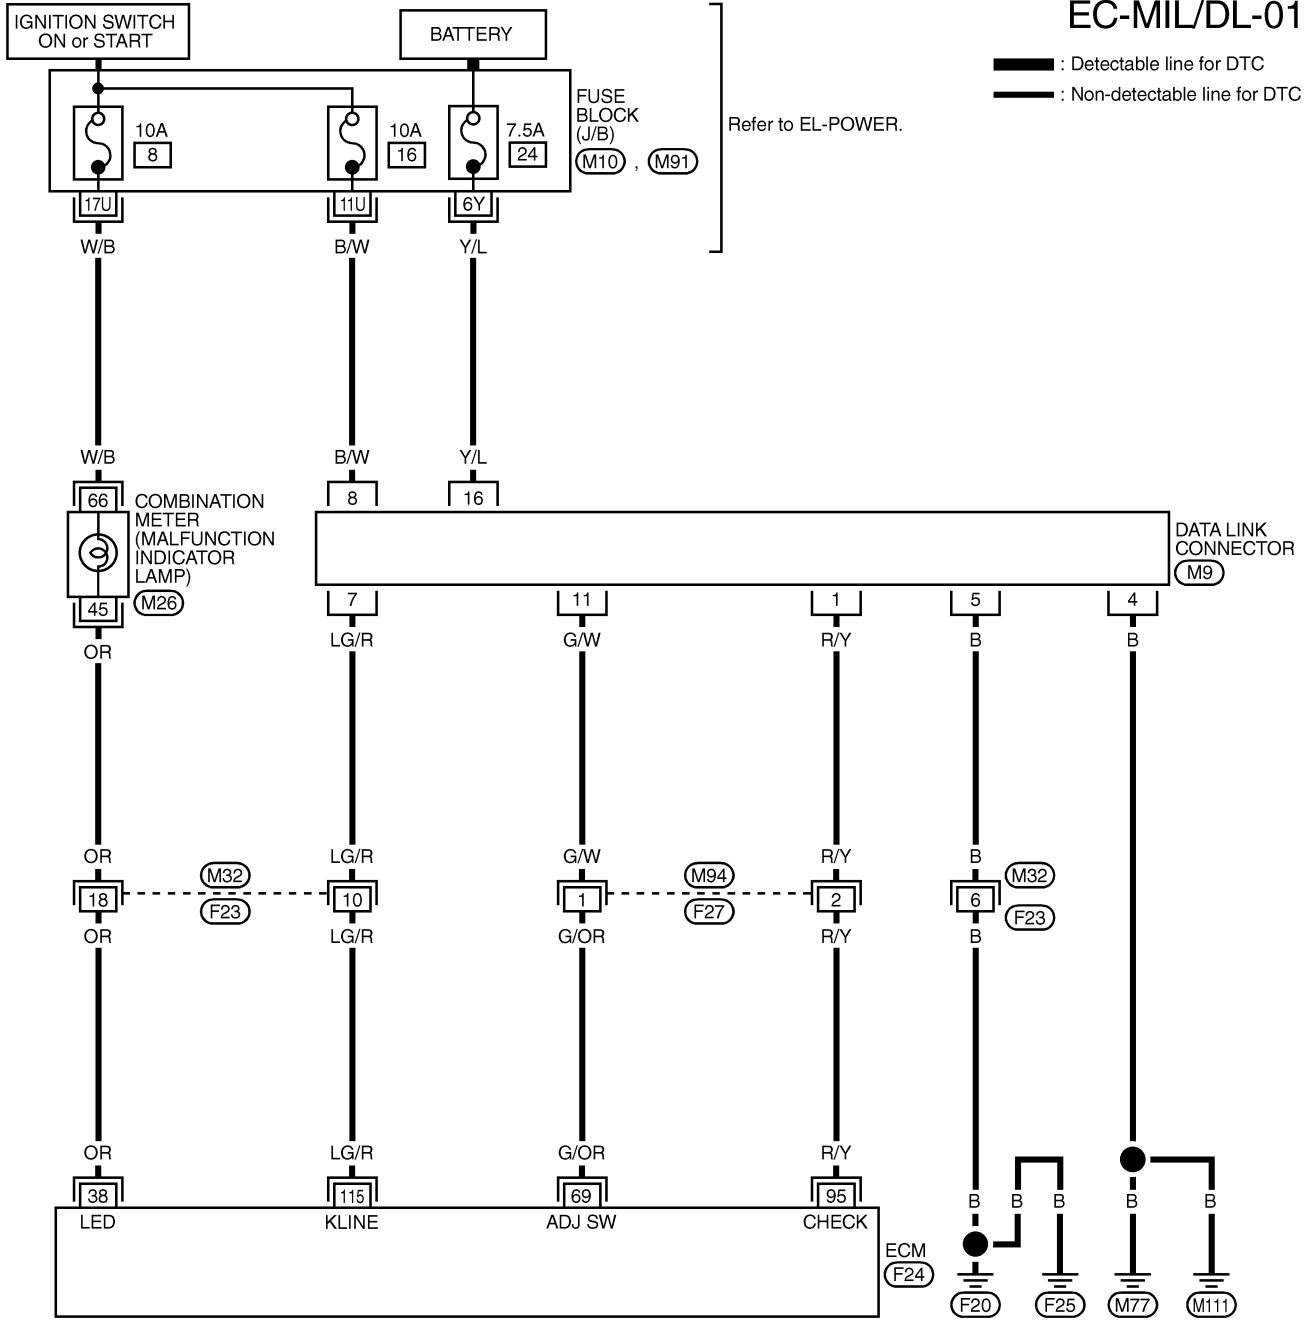 EC-MIL/DL-01
IGNITION SWITCH
ON or START
BATTERY
: Detectable line for DTC
: Non-detectable line for DTC
10A
8
10A
16
7.5A
24
FUSE
BLOCK
(J/B)
M10 , M91
Refer to EL-POWER.
17U 11U 6Y
W/B B/W Y/L
W/B B/W Y/L
66 8 16
COMBINATION
METER
(MALFUNCTION
INDICATOR
LAMP)
M26
45
DATA LINK
CONNECTOR
M9
7 11 1 5 4
OR LG/R G/W R/Y B B
OR LG/R G/W R/Y B
M32 M94 M32
18 10 1 2 6
F23 F27 F23
OR LG/R G/OR R/Y B
OR LG/R G/OR R/Y
38 115 69 95
B B B B B
LED KLINE ADJ SW CHECK
ECM
F24
F20 F25 M77 M111